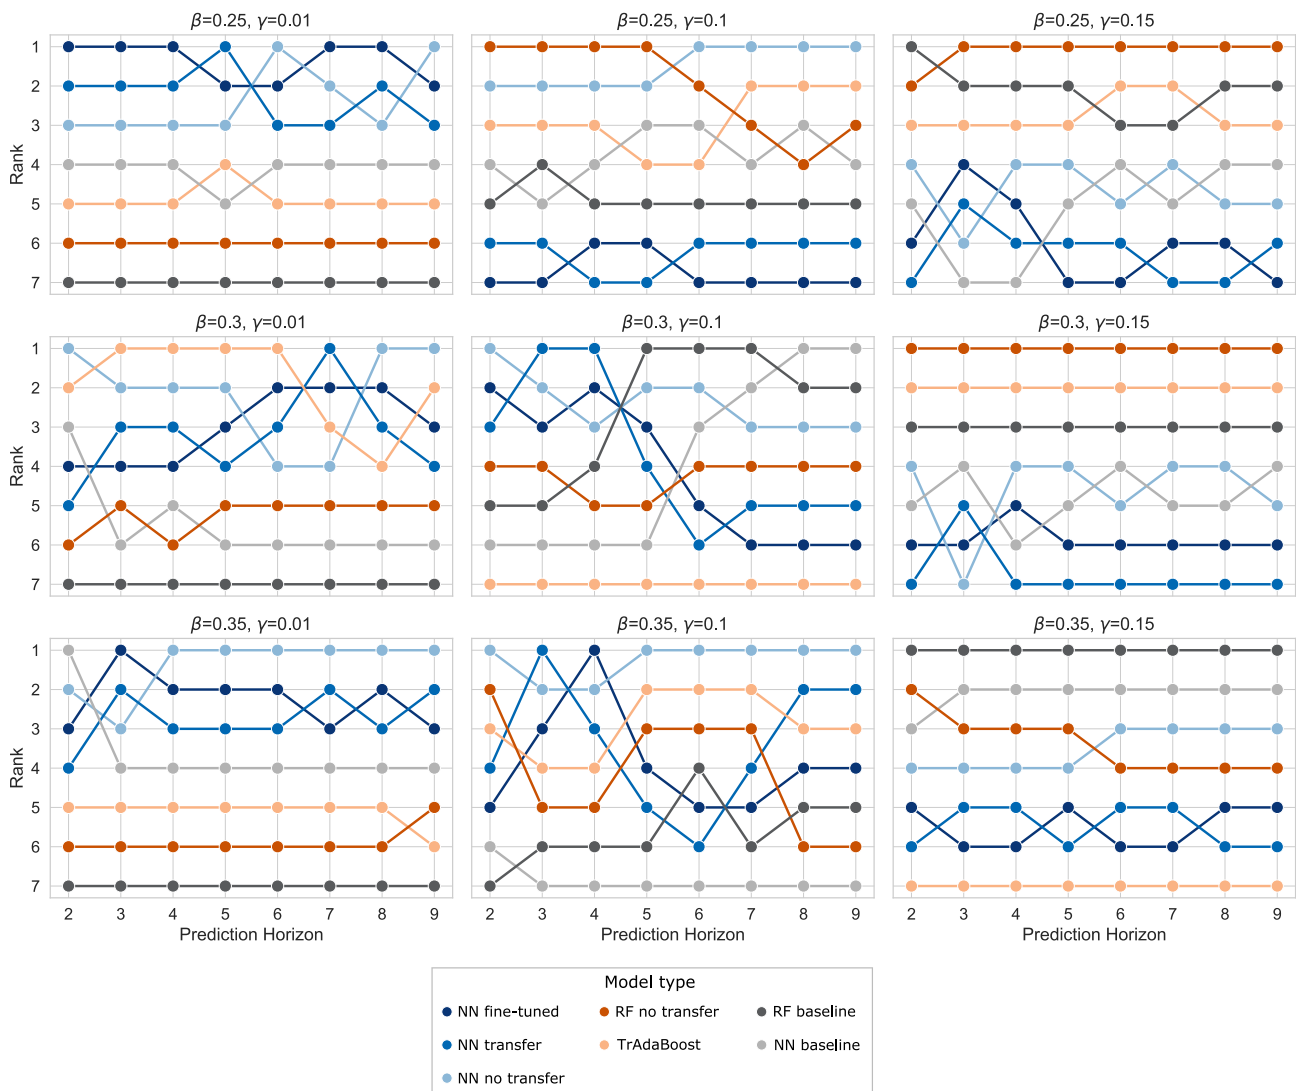 β=0.25, γ=0.01
β=0.25, γ=0.1
β=0.25, γ=0.15
1
2
3
4
5
6
7
Rank
β=0.3, γ=0.01
β=0.3, γ=0.1
β=0.3, γ=0.15
1
2
3
4
5
6
7
Rank
β=0.35, γ=0.01
β=0.35, γ=0.1
β=0.35, γ=0.15
1
2
3
4
5
6
7
Rank
2 3 4 5 6 7 8 9
2 3 4 5 6 7 8 9
2 3 4 5 6 7 8 9
Prediction Horizon
Prediction Horizon
Prediction Horizon
Model type
NN fine-tuned
RF no transfer
RF baseline
NN transfer
TrAdaBoost
NN baseline
NN no transfer